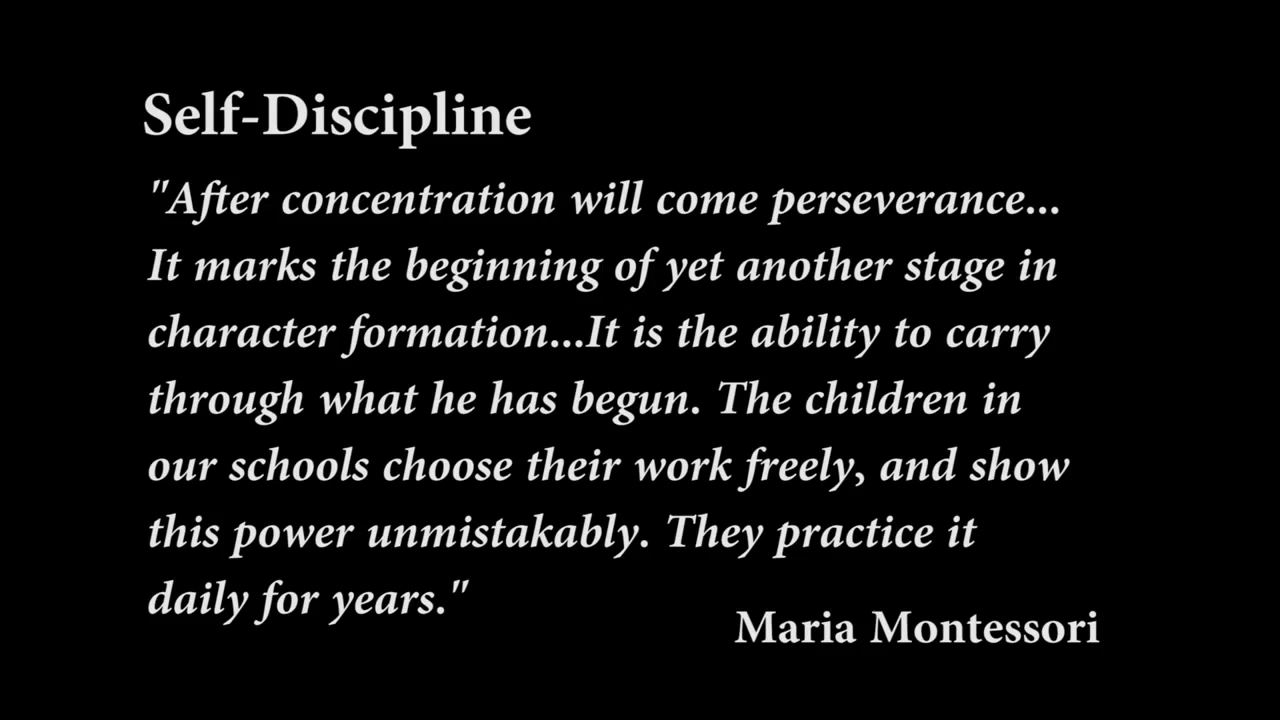 Self-Discipline
"After concentration will come perseverance...
It marks the beginning of yet another stage in
character formation...It is the ability to carry
through what he has begun. The children in
our schools choose their work freely, and show
this power unmistakably. They practice it
daily for years."
Maria Montessori